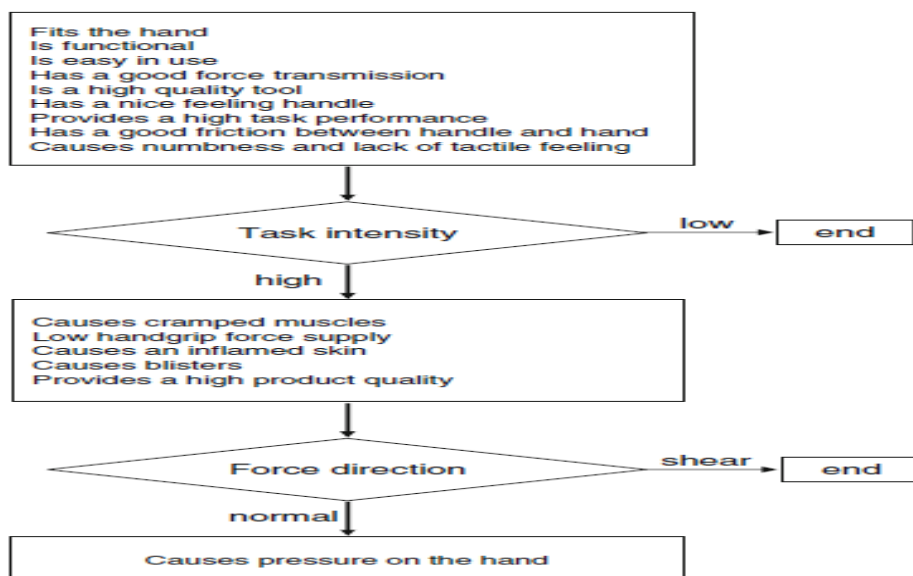 Fits the hand
Is functional
Is easy in use
Has a good force transmission
Is a high quality tool
Has a nice feeling handle
Provides a high task performance
Has a good friction between handle and hand
Causes numbness and lack of tactile feeling
Task intensity
low
end
high
Causes cramped muscles
Low handgrip force supply
Causes an inflamed skin
Causes blisters
Provides a high product quality
Force direction
shear
end
normal
Causes pressure on the hand